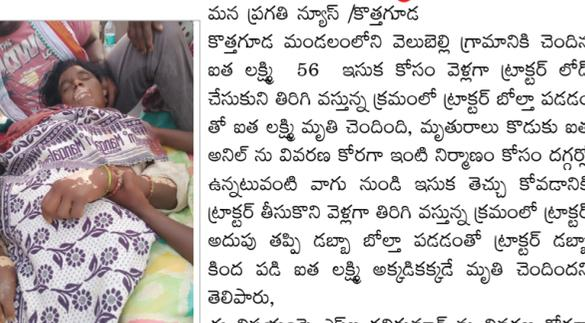 మన ప్రగతి న్యూస్ /కొత్తగూడ
కొత్తగూడ మండలంలోని వెలుబెల్లి గ్రామానికి చెందిన
ఐత లక్ష్మి 56 ఇసుక కోసం వెళ్లగా ట్రాక్టర్ లోడ్
చేసుకుని తిరిగి వస్తున్న క్రమంలో ట్రాక్టర్ బోల్తా పడడం
తో ఐత లక్ష్మి మృతి చెందింది, మృతురాలు కొడుకు ఐత
అనిల్ ను వివరణ కోరగా ఇంటి నిర్మాణం కోసం దగ్గర్లో
ఉన్నటువంటి వాగు నుండి ఇసుక తెచ్చు కోవడానికి
ట్రాక్టర్ తీసుకొని వెళ్లగా తిరిగి వస్తున్న క్రమంలో ట్రాక్టర్
అదుపు తప్పి డబ్బా బోల్తా పడడంతో ట్రాక్టర్ డబ్బా
కింద పడి ఐత లక్ష్మి అక్కడికక్కడే మృతి చెందిందని
తెలిపారు,